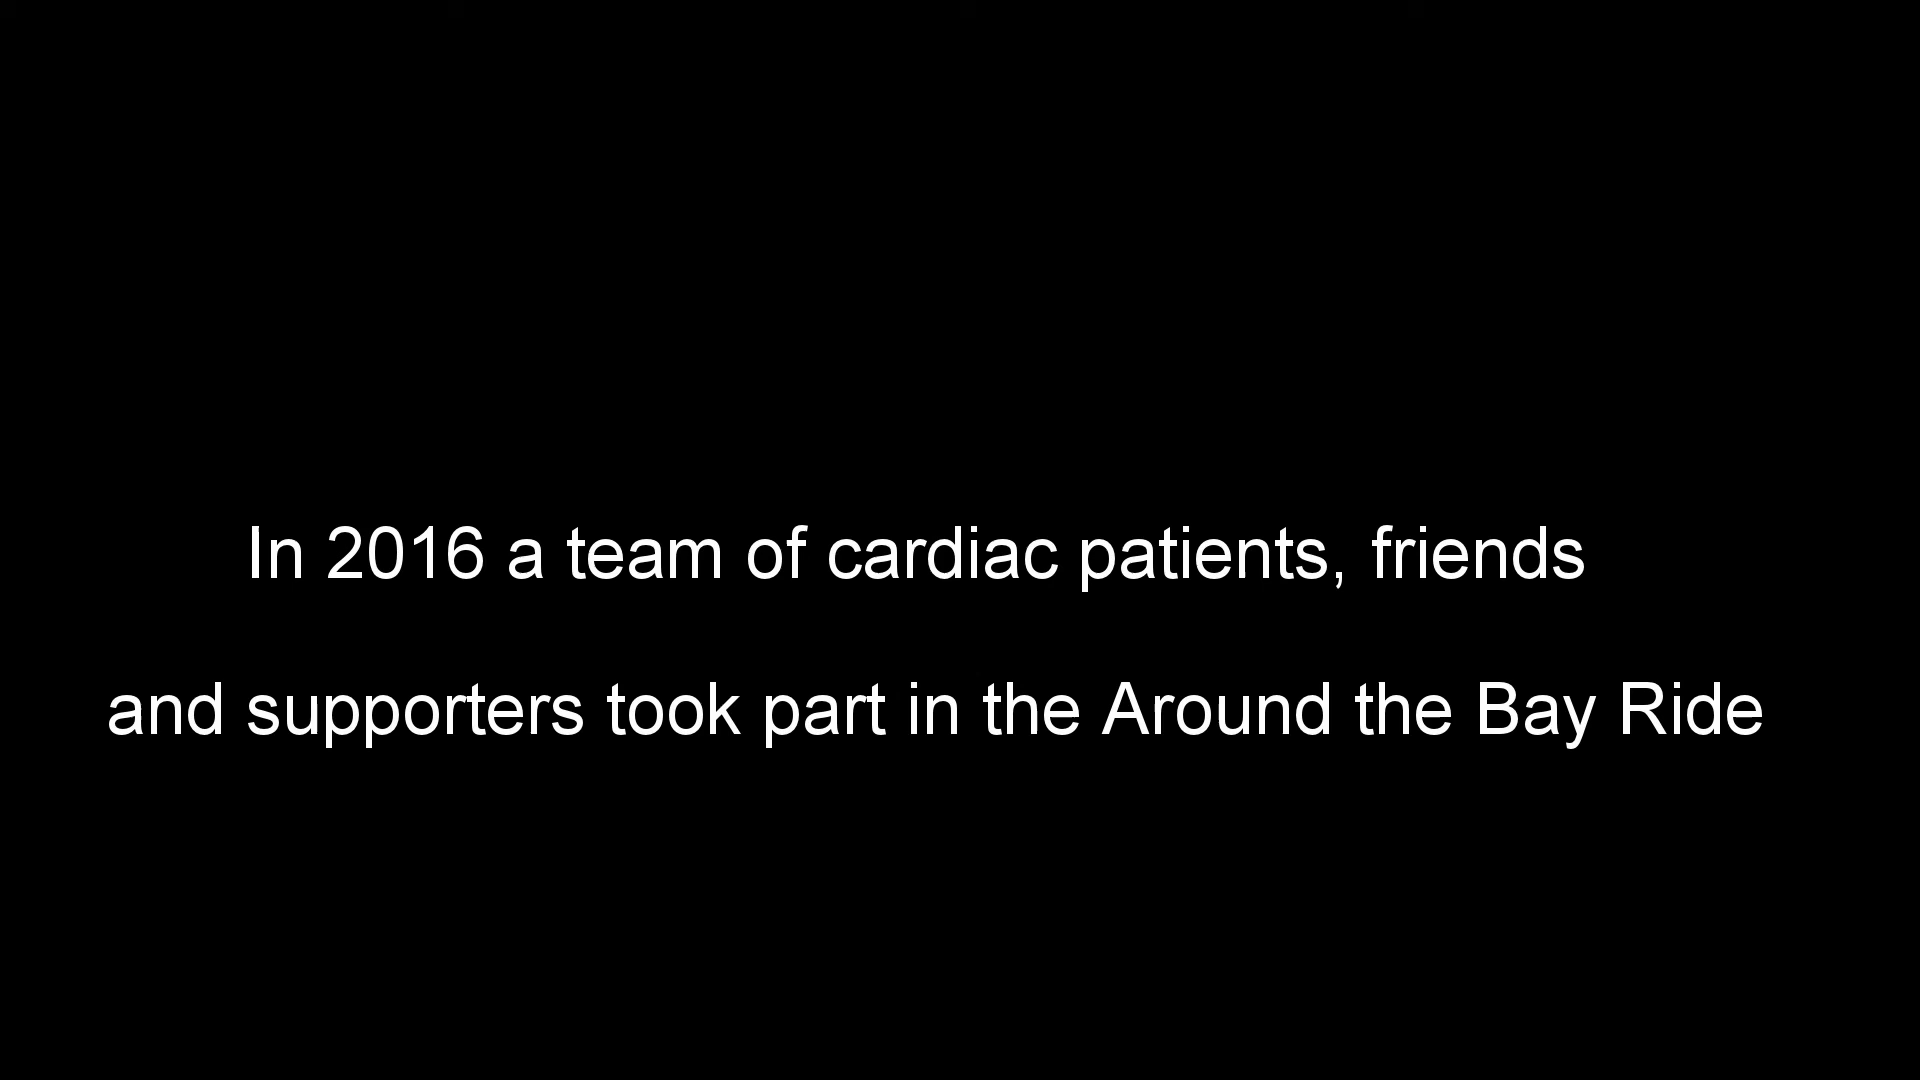 In 2016 a team of cardiac patients, friends
and supporters took part in the Around the Bay Ride